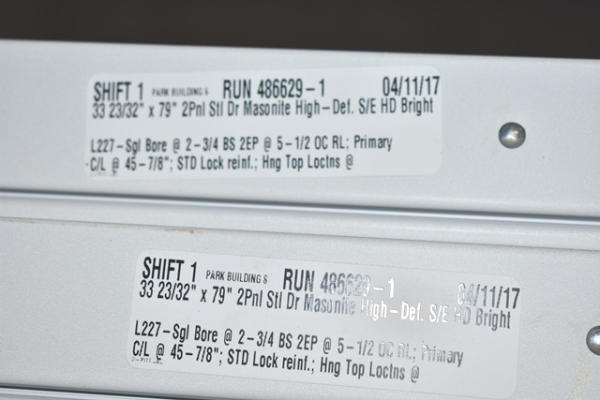 SHIFT 1 PARK BUILDING 6 RUN 486629-1 04/11/17
33 23/32" x 79" 2Pnl Stl Dr Masonite High-Def. S/E HD Bright
L227-Sgl Bore @ 2-3/4 BS 2EP @ 5-1/2 OC RL: Primary
C/L @ 45-7/8"; STD Lock reinf.; Hng Top Loctns @
SHIFT 1 PARK BUILDING 6 RUN 486629-1 04/11/17
33 23/32" x 79" 2Pnl Stl Dr Masonite High-Def. S/E HD Bright
L227-Sgl Bore @ 2-3/4 BS 2EP @ 5-1/2 OC RL; Primary
C/L @ 45-7/8"; STD Lock reinf.; Hng Top Loctns @